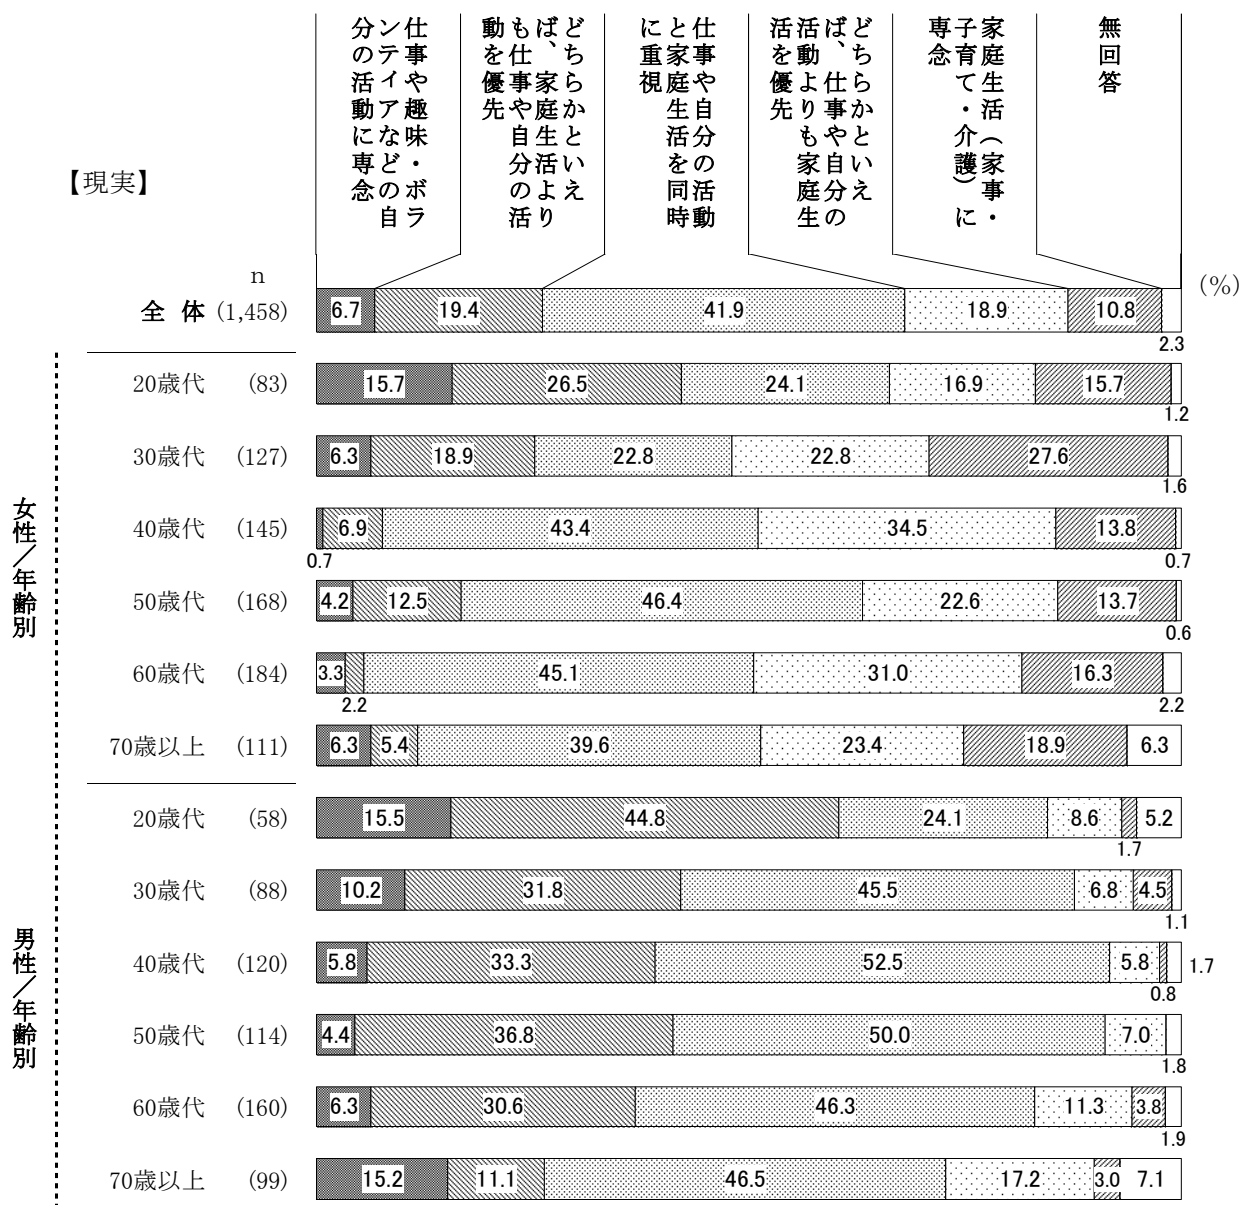 仕事や趣味・ボラ
ンティアなどの自
分の活動に専念
どちらかといえ
ば、家庭生活より
も仕事や自分の活
動を優先
仕事や自分の活動
と家庭生活を同時
に重視
どちらかといえ
ば、仕事や自分の
活動よりも家庭生
活を優先
家庭生活（家事・
子育て・介護）に
専念
無回答
【現実】
n
(%)
全 体 (1,458) 6.7 19.4 41.9 18.9 10.8 2.3
女性／年齢別
20歳代 (83) 15.7 26.5 24.1 16.9 15.7 1.2
30歳代 (127) 6.3 18.9 22.8 22.8 27.6 1.6
40歳代 (145) 0.7 6.9 43.4 34.5 13.8 0.7
50歳代 (168) 4.2 12.5 46.4 22.6 13.7 0.6
60歳代 (184) 3.3 2.2 45.1 31.0 16.3 2.2
70歳以上 (111) 6.3 5.4 39.6 23.4 18.9 6.3
男性／年齢別
20歳代 (58) 15.5 44.8 24.1 8.6 1.7 5.2
30歳代 (88) 10.2 31.8 45.5 6.8 4.5 1.1
40歳代 (120) 5.8 33.3 52.5 5.8 0.8 1.7
50歳代 (114) 4.4 36.8 50.0 7.0 1.8
60歳代 (160) 6.3 30.6 46.3 11.3 3.8 1.9
70歳以上 (99) 15.2 11.1 46.5 17.2 3.0 7.1